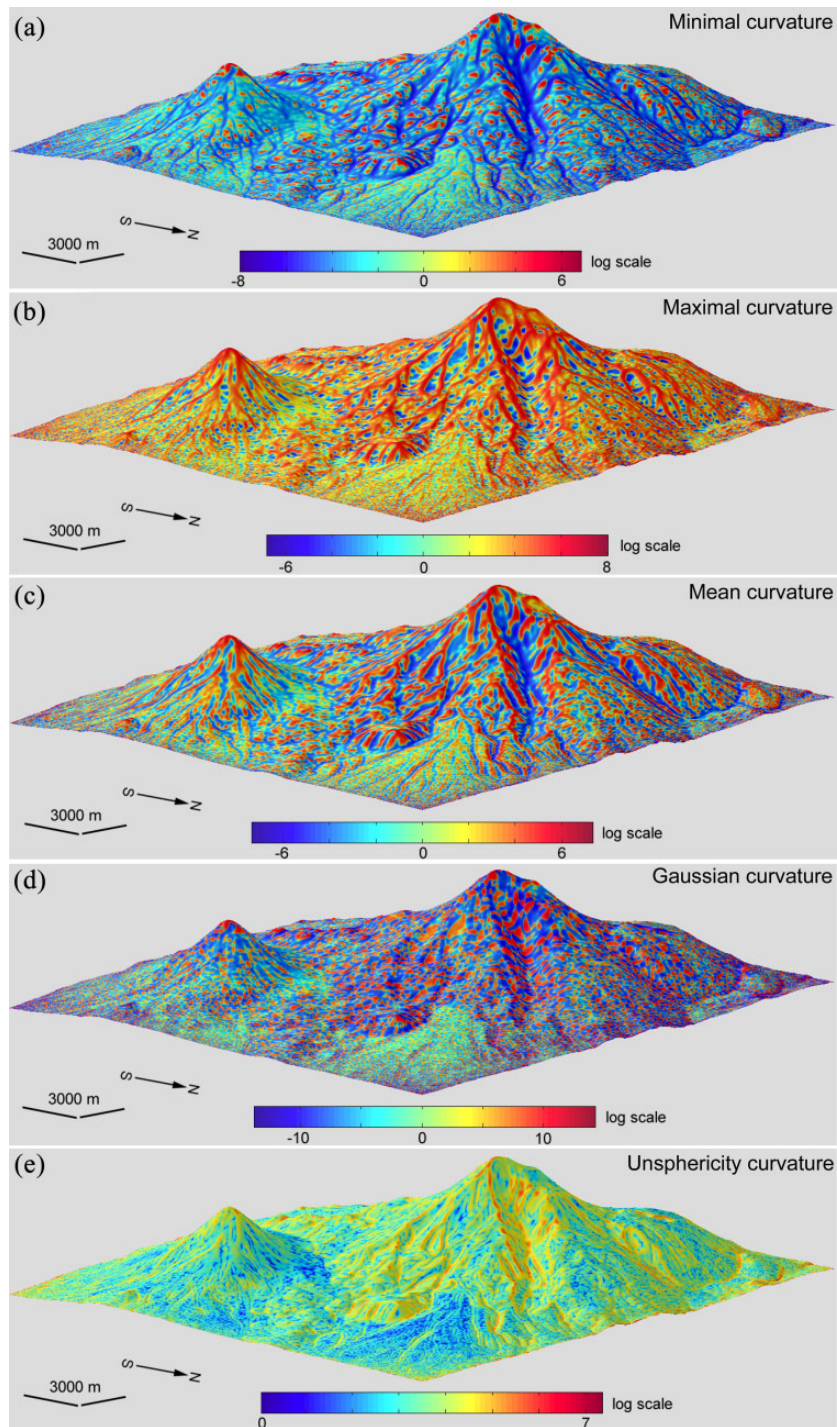 (a) Minimal curvature
S N
3000 m
log scale
-8 0 6
(b) Maximal curvature
S N
3000 m
log scale
-6 0 8
(c) Mean curvature
S N
3000 m
log scale
-6 0 6
(d) Gaussian curvature
S N
3000 m
log scale
-10 0 10
(e) Unsphericity curvature
S N
3000 m
log scale
0 7